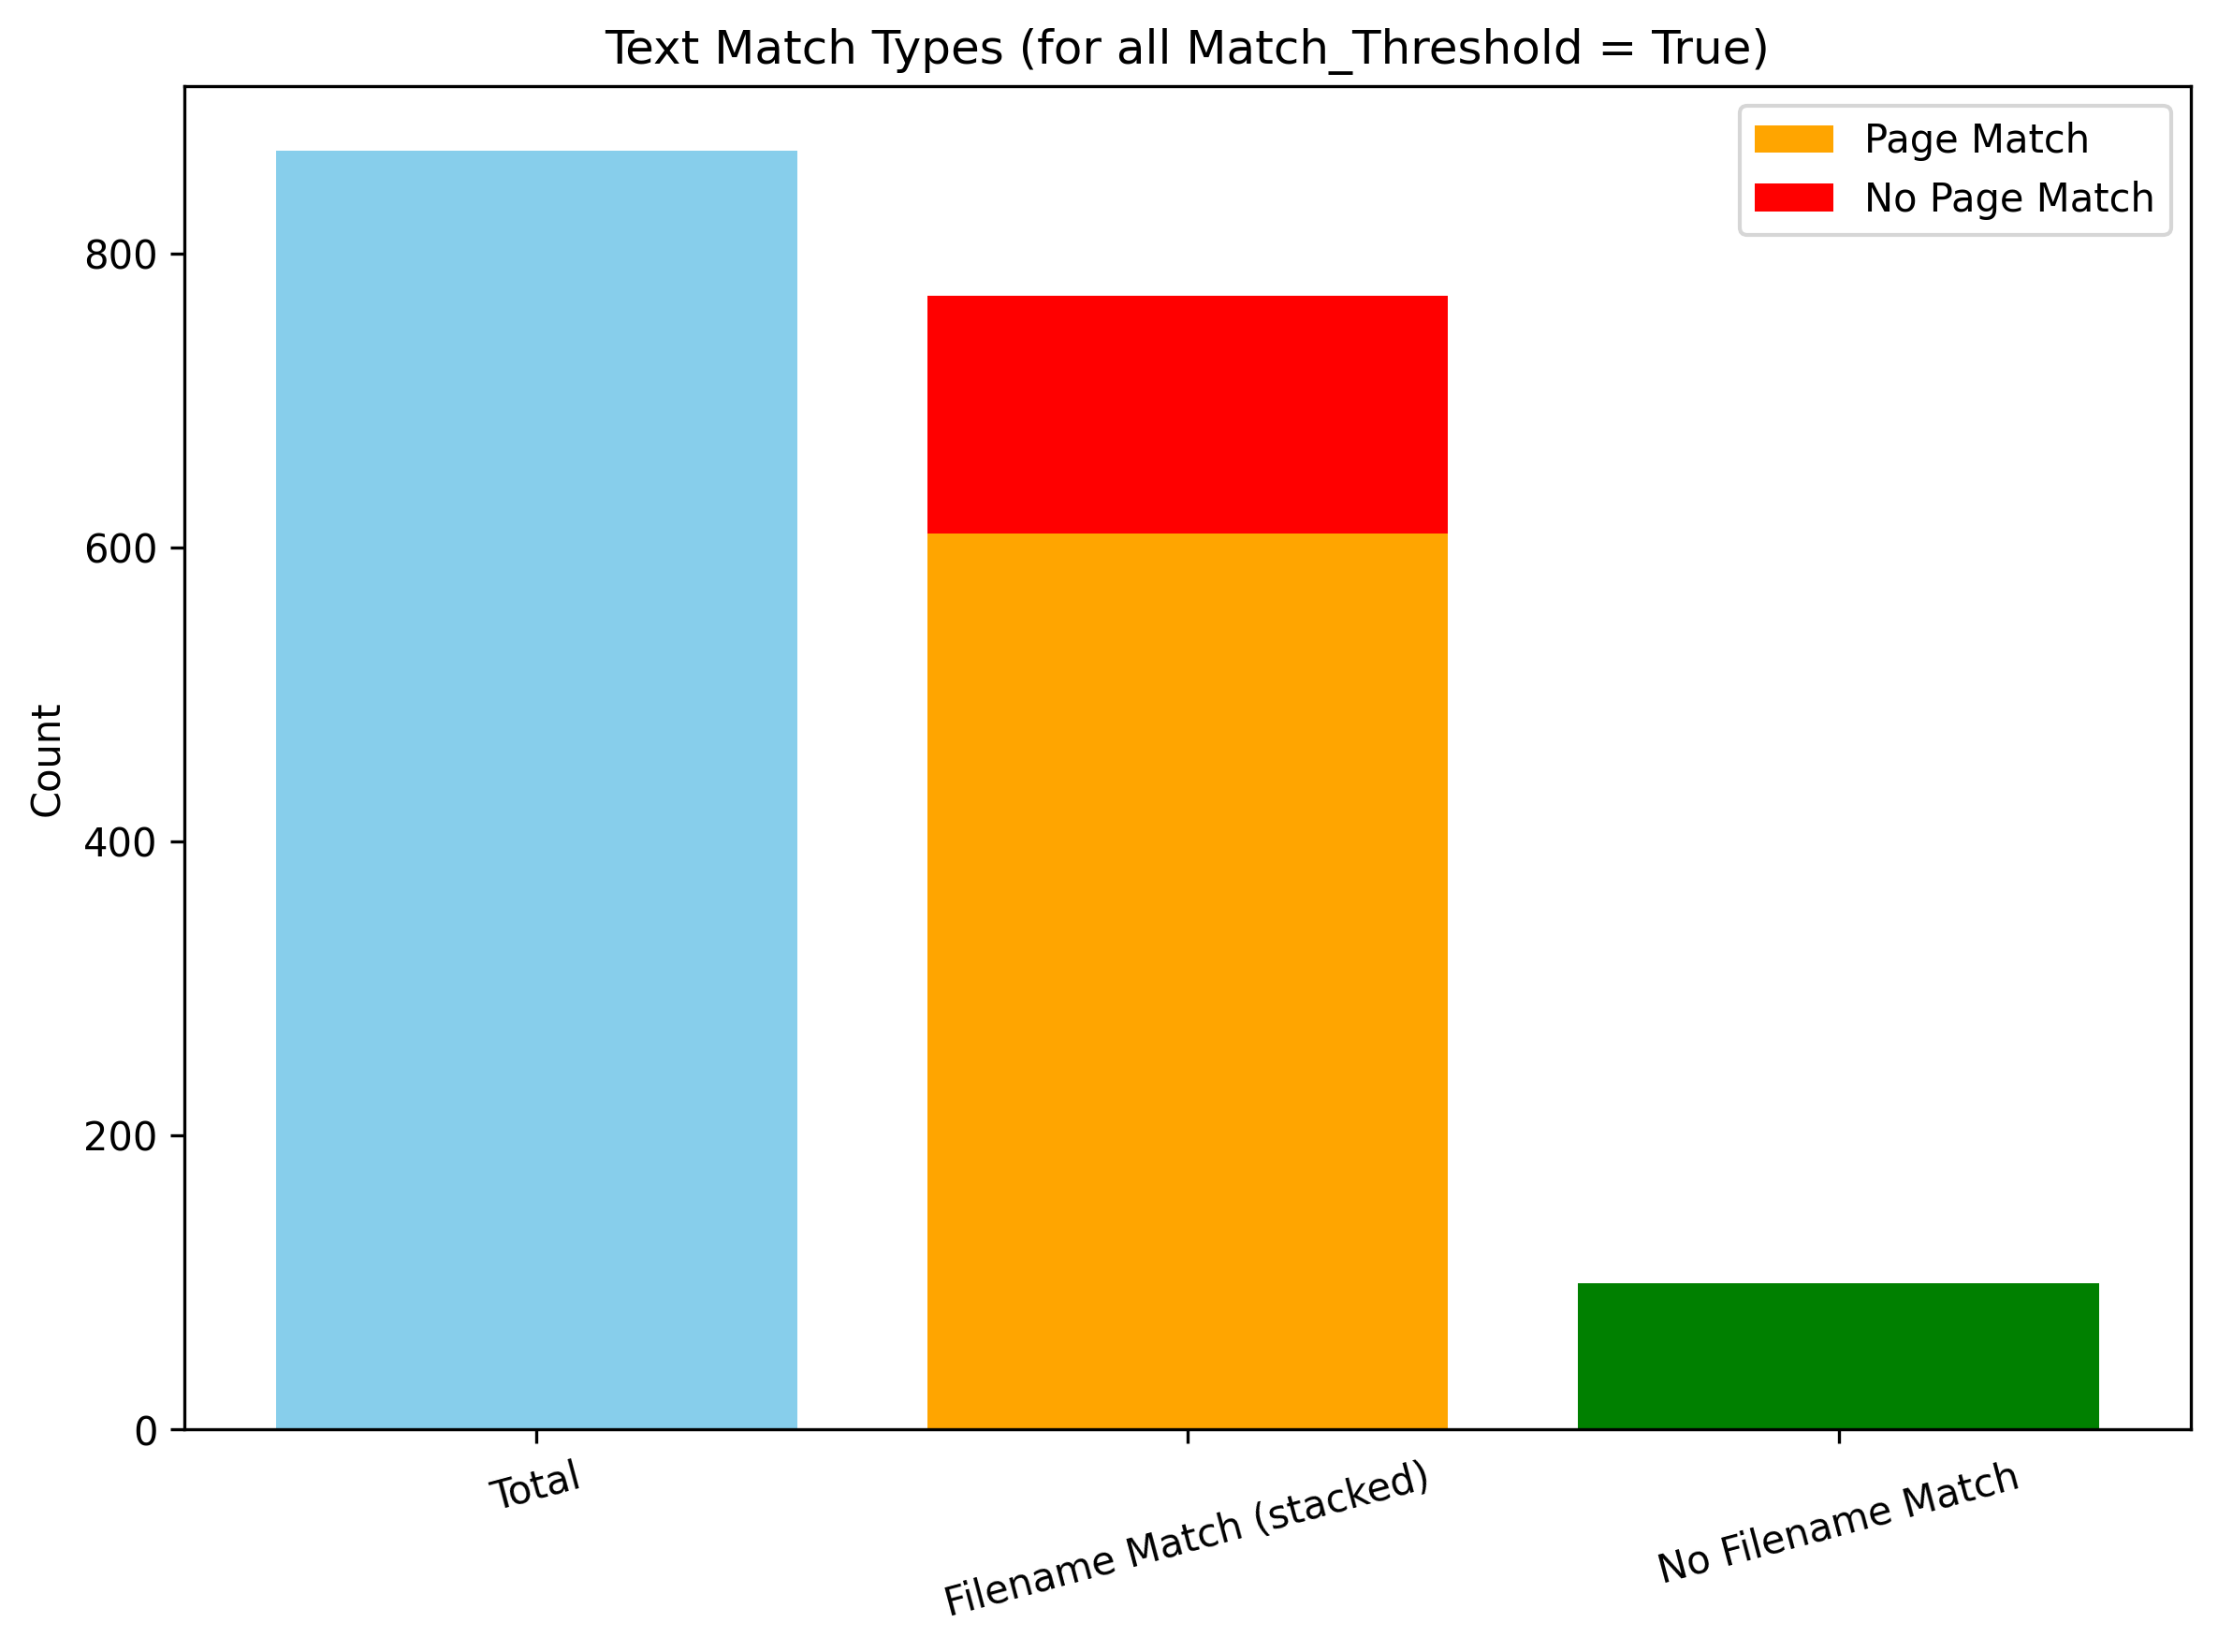 Text Match Types (for all Match_Threshold = True)
Page Match
No Page Match
Count
800
600
400
200
0
Total
Filename Match (stacked)
No Filename Match